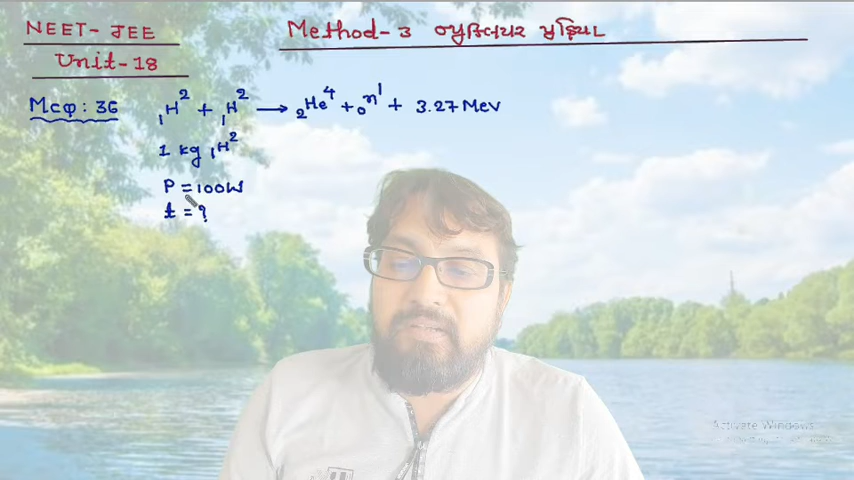 NEET- JEE
Method-3 ન્યુક્લિયર પ્રક્રિયા
Unit-18
MCQ: 36 ₁H² + ₁H² → ₂He⁴ + ₀n¹ + 3.27 MeV
1 kg ₁H²
P = 100W
t = ?
Activate Windows